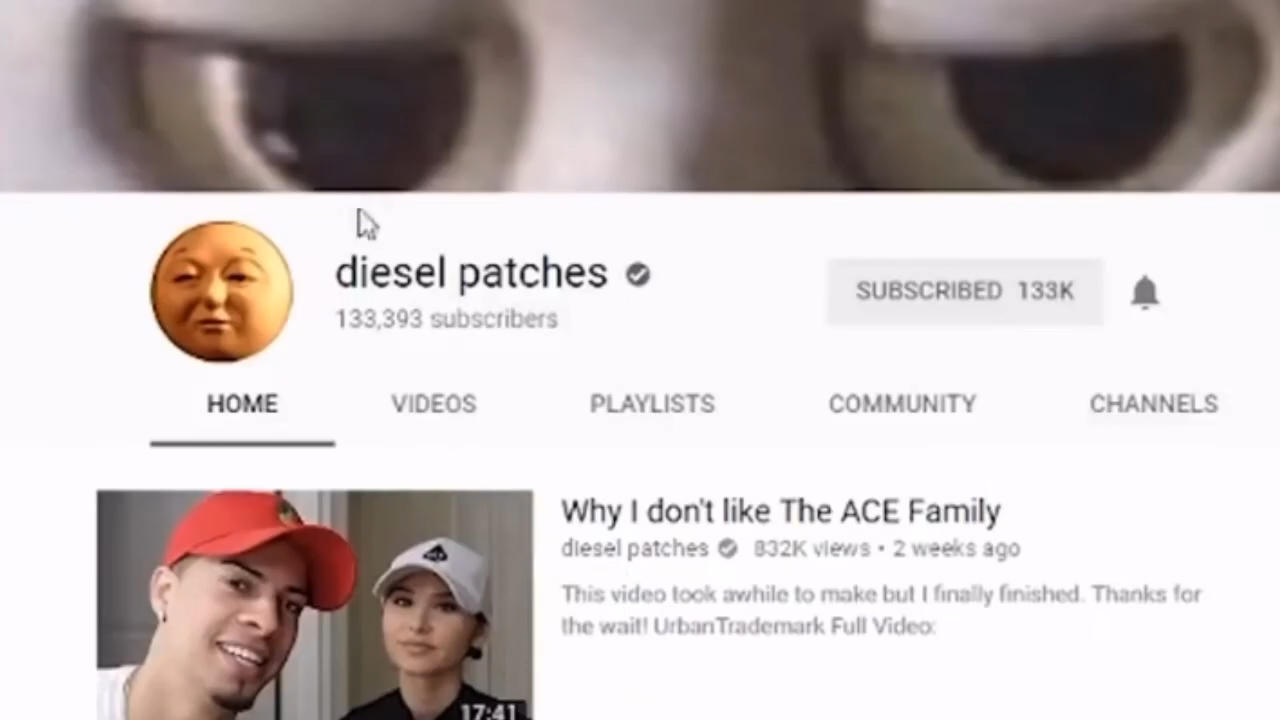 diesel patches
133,393 subscribers
SUBSCRIBED 133K
HOME VIDEOS PLAYLISTS COMMUNITY CHANNELS
Why I don't like The ACE Family
diesel patches 832K views • 2 weeks ago
This video took awhile to make but I finally finished. Thanks for
the wait! UrbanTrademark Full Video:
17:41